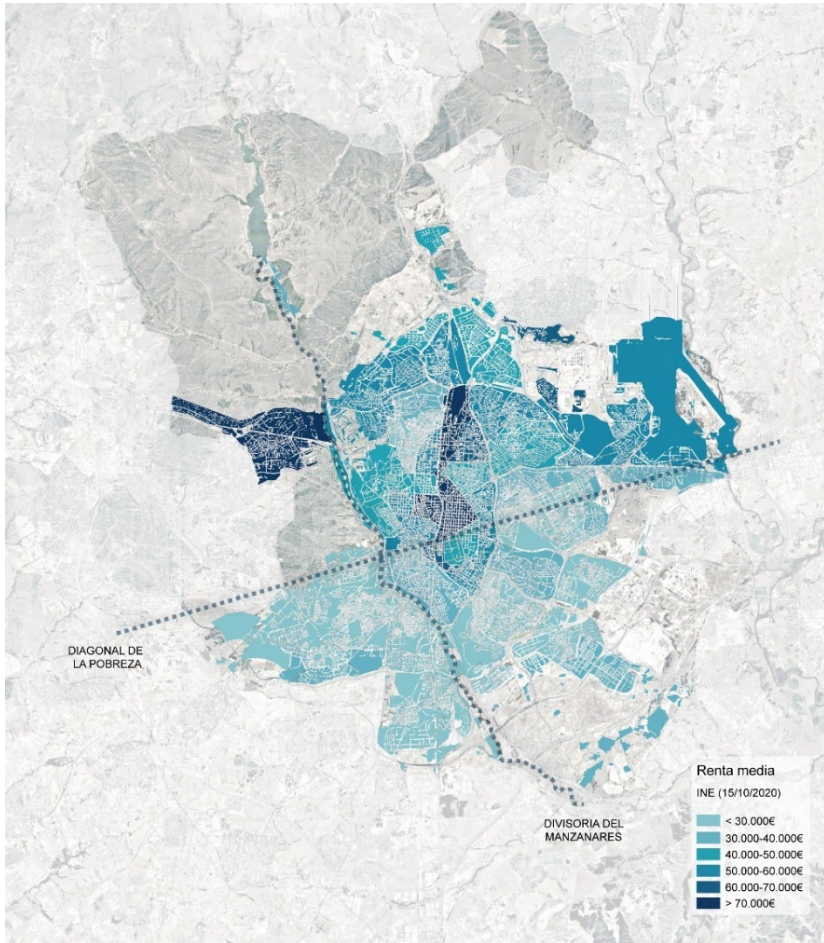 DIAGONAL DE
LA POBREZA
DIVISORIA DEL
MANZANARES
Renta media
INE (15/10/2020)
< 30.000€
30.000-40.000€
40.000-50.000€
50.000-60.000€
60.000-70.000€
> 70.000€